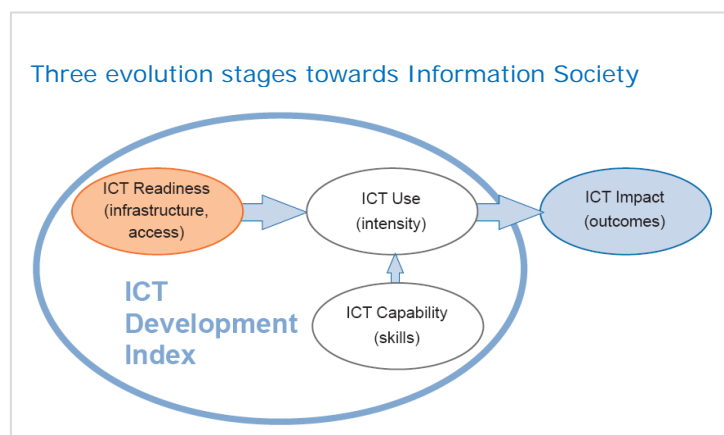 Three evolution stages towards Information Society
ICT Readiness
(infrastructure,
access)
ICT Use
(intensity)
ICT Impact
(outcomes)
ICT
Development
Index
ICT Capability
(skills)